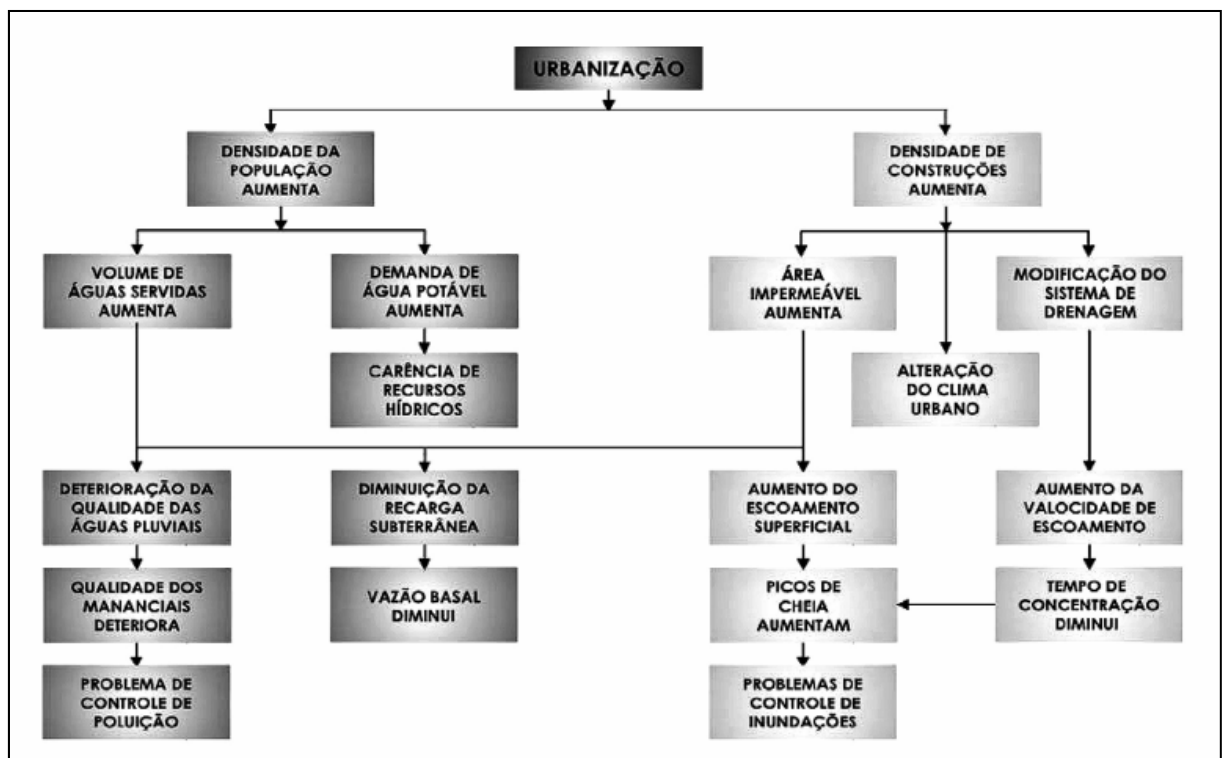 URBANIZAÇÃO
DENSIDADE DA
POPULAÇÃO
AUMENTA
DENSIDADE DE
CONSTRUÇÕES
AUMENTA
VOLUME DE
ÁGUAS SERVIDAS
AUMENTA
DEMANDA DE
ÁGUA POTÁVEL
AUMENTA
ÁREA
IMPERMEÁVEL
AUMENTA
MODIFICAÇÃO DO
SISTEMA DE
DRENAGEM
CARÊNCIA DE
RECURSOS
HÍDRICOS
ALTERAÇÃO
DO CLIMA
URBANO
DETERIORAÇÃO DA
QUALIDADE DAS
ÁGUAS PLUVIAIS
DIMINUIÇÃO DA
RECARGA
SUBTERRÂNEA
AUMENTO DO
ESCOAMENTO
SUPERFICIAL
AUMENTO DA
VALOCIDADE DE
ESCOAMENTO
QUALIDADE DOS
MANANCIAIS
DETERIORA
VAZÃO BASAL
DIMINUI
PICOS DE
CHEIA
AUMENTAM
TEMPO DE
CONCENTRAÇÃO
DIMINUI
PROBLEMA DE
CONTROLE DE
POLUIÇÃO
PROBLEMAS DE
CONTROLE DE
INUNDAÇÕES